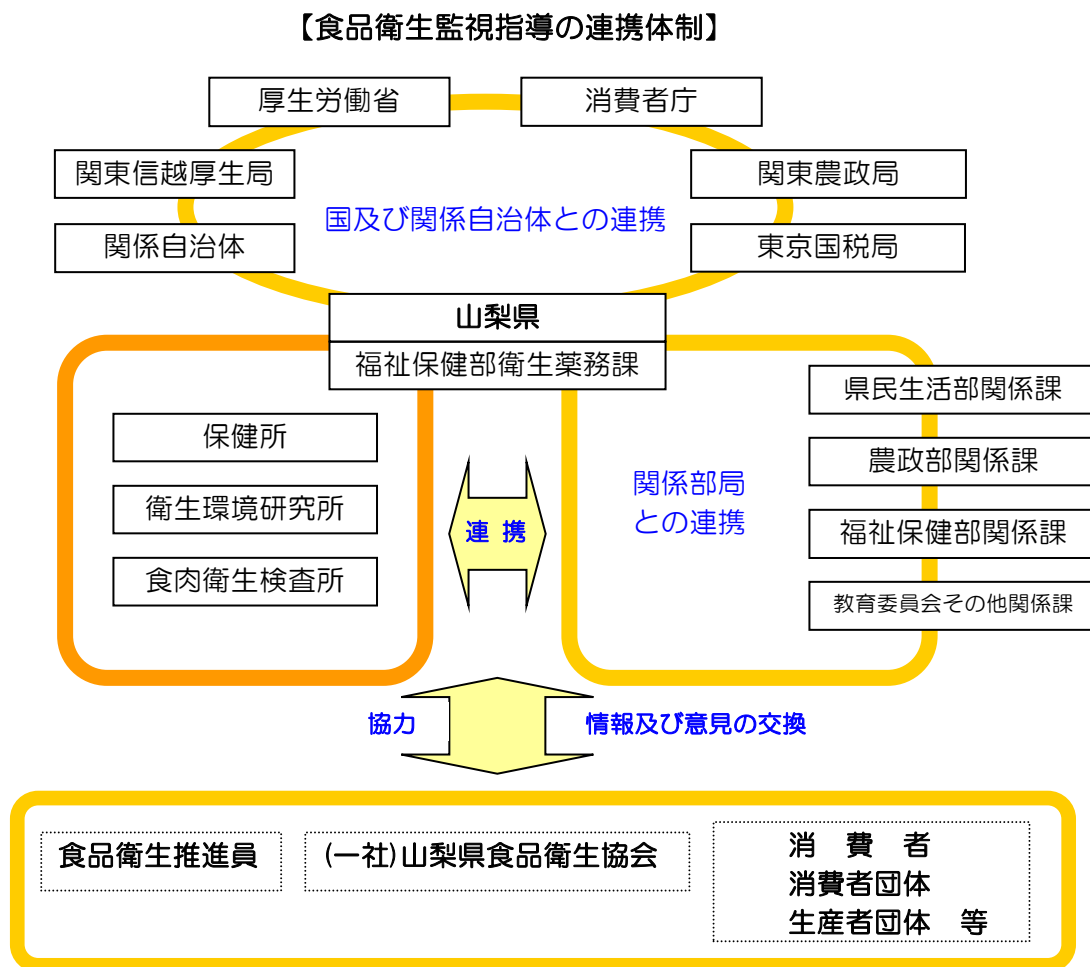 【食品衛生監視指導の連携体制】
厚生労働省
消費者庁
関東信越厚生局
関東農政局
国及び関係自治体との連携
関係自治体
東京国税局
山梨県
福祉保健部衛生薬務課
保健所
衛生環境研究所
食肉衛生検査所
連 携
関係部局
との連携
県民生活部関係課
農政部関係課
福祉保健部関係課
教育委員会その他関係課
協力
情報及び意見の交換
食品衛生推進員
(一社)山梨県食品衛生協会
消 費 者
消費者団体
生産者団体 等